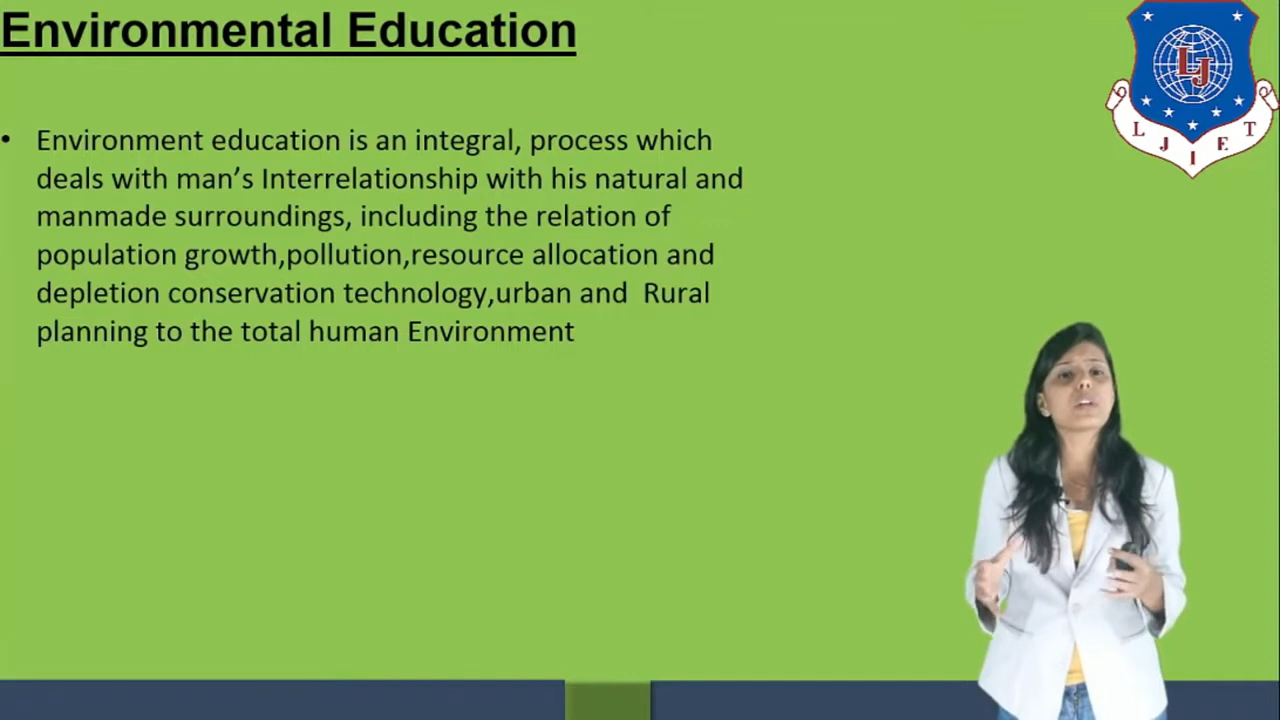 Environmental Education
• Environment education is an integral, process which
deals with man’s Interrelationship with his natural and
manmade surroundings, including the relation of
population growth,pollution,resource allocation and
depletion conservation technology,urban and  Rural
planning to the total human Environment
LJ
L J I E T